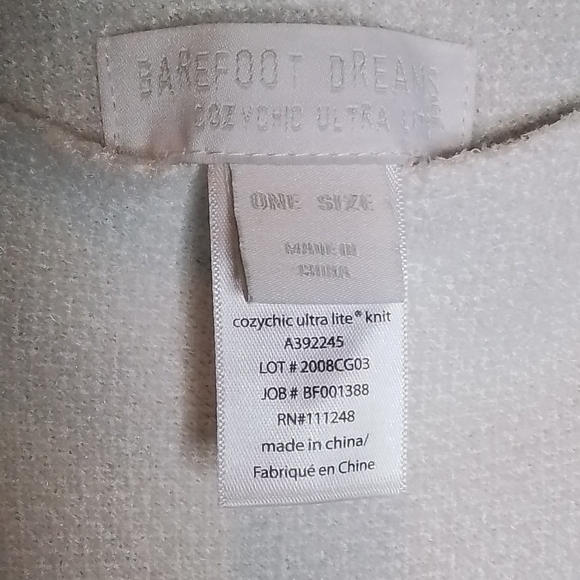 BAREFOOT DREAMS
COZYCHIC ULTRA LITE
ONE SIZE
MADE IN
CHINA
cozychic ultra lite® knit
A392245
LOT # 2008CG03
JOB # BF001388
RN#111248
made in china/
Fabriqué en Chine